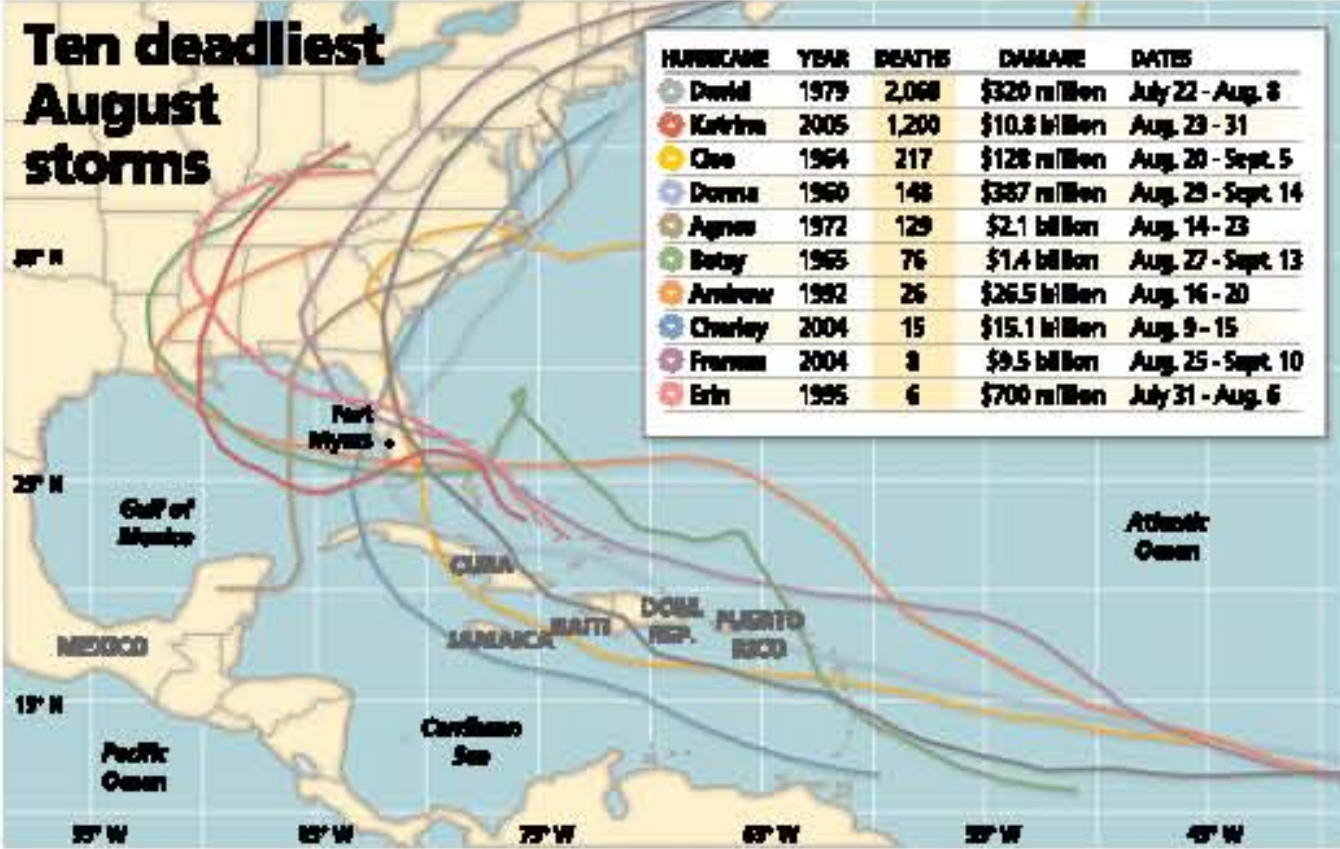 Ten deadliest
August
storms
HURRICANE YEAR DEATHS DAMAGE DATES
David 1979 2,068 $320 million July 22 - Aug. 8
Katrina 2005 1,200 $10.8 billion Aug. 23 - 31
Cleo 1964 217 $128 million Aug. 20 - Sept. 5
Donna 1960 148 $387 million Aug. 29 - Sept. 14
Agnes 1972 129 $2.1 billion Aug. 14 - 23
Betsy 1965 76 $1.4 billion Aug. 27 - Sept. 13
Andrew 1992 26 $26.5 billion Aug. 16 - 20
Charley 2004 15 $15.1 billion Aug. 9 - 15
Frances 2004 8 $9.5 billion Aug. 25 - Sept. 10
Erin 1995 6 $700 million July 31 - Aug. 6
Fort
Myers
25° N
Gulf of
Mexico
Atlantic
Ocean
CUBA
DOM.
REP.
PUERTO
RICO
HAITI
JAMAICA
MEXICO
15° N
Caribbean
Sea
Pacific
Ocean
95° W 85° W 75° W 65° W 55° W 45° W